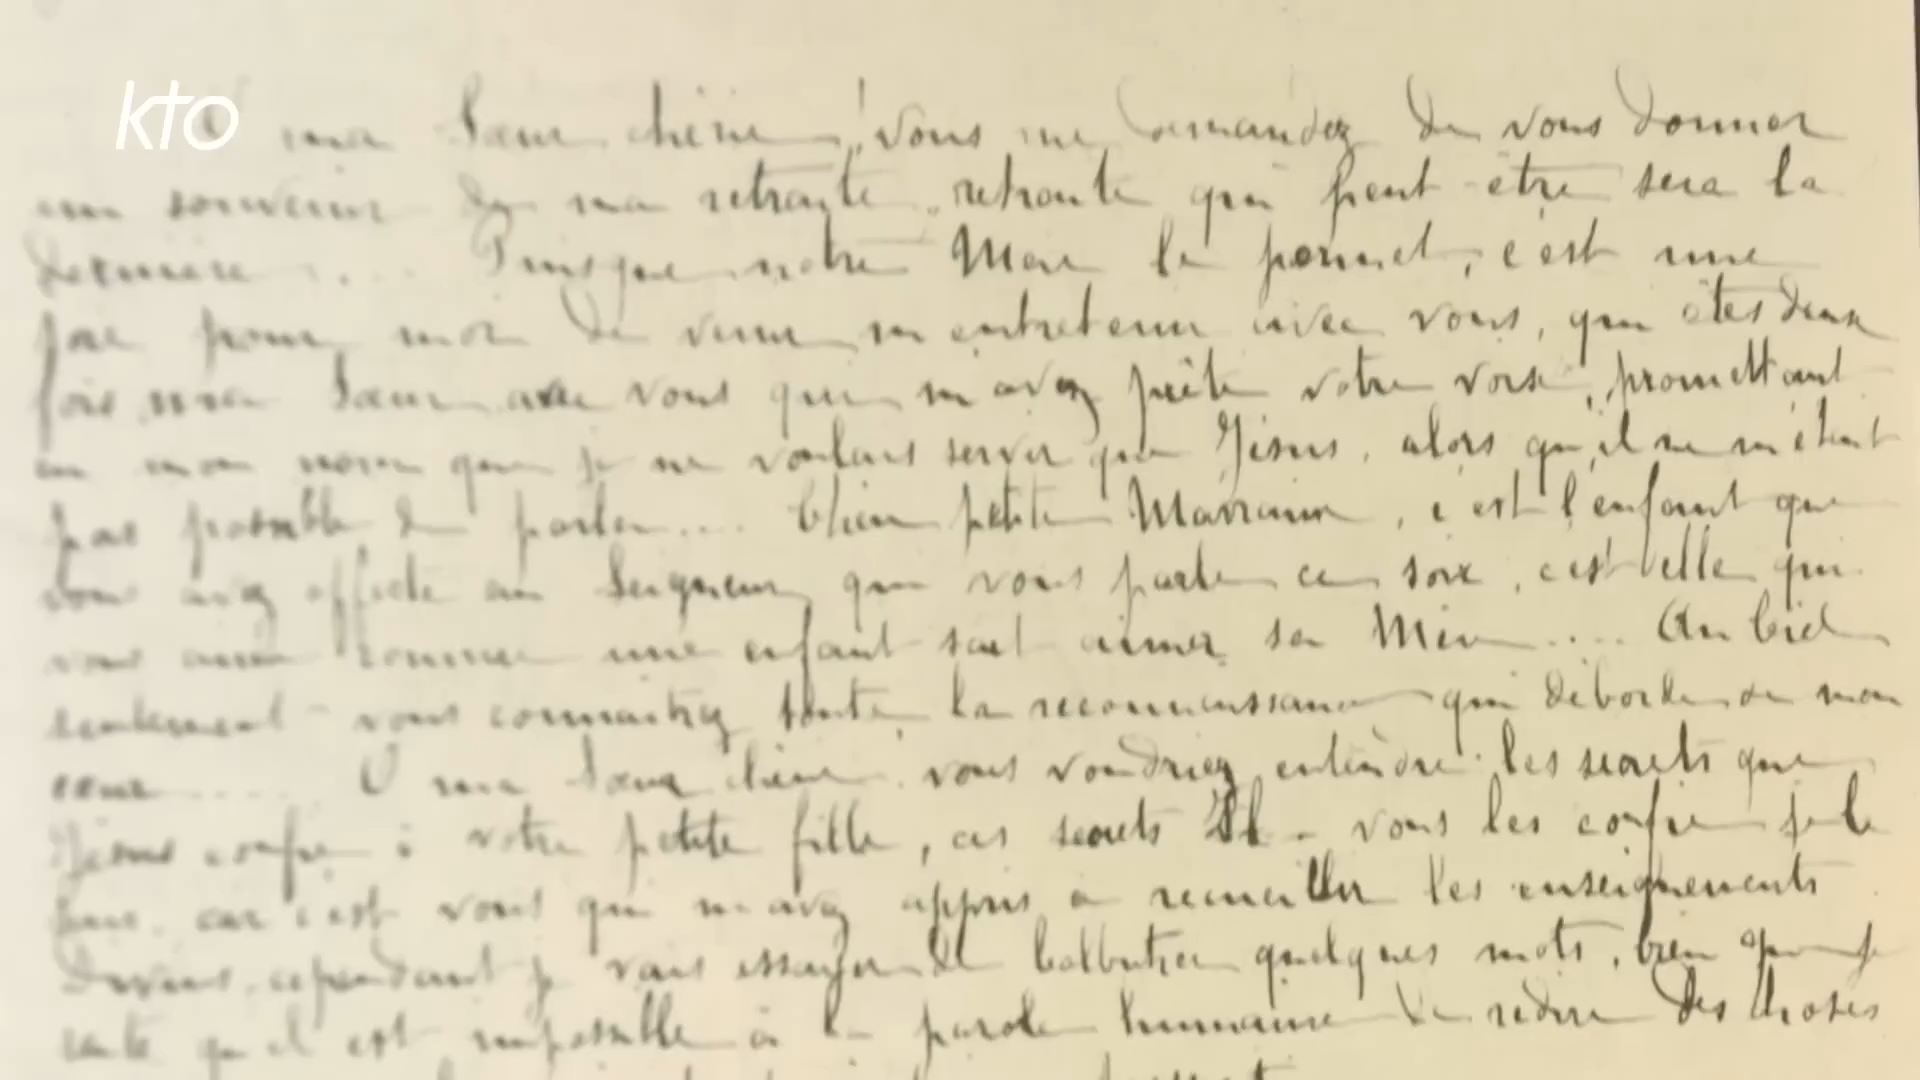 kto
O ma Sœur chérie ! vous me demandez de vous donner
un souvenir de ma retraite, retraite qui peut-être sera la
dernière .... Puisque notre Mère le permet, c'est une
joie pour moi de venir m'entretenir avec vous, qui êtes deux
fois ma Sœur avec vous qui m'avez prêté votre voix, promettant
en mon nom que je ne voulais servir que Jésus, alors qu'il ne m'était
pas possible de parler .... Chère petite Marraine, c'est l'enfant que
vous avez offerte au Seigneur qui vous parle ce soir, c'est elle qui
vous aime comme une enfant sait aimer sa Mère .... Au Ciel
seulement vous connaîtrez toute la reconnaissance qui déborde de mon
cœur .... O ma Sœur chérie vous voudriez entendre les secrets que
Jésus confie à votre petite fille, ces secrets Il vous les confie je le
sais, car c'est vous qui m'avez appris à recueillir les enseignements
Divins, cependant je vais essayer de balbutier quelques mots, bien que je
sente qu'il est impossible à la parole humaine de redire des choses